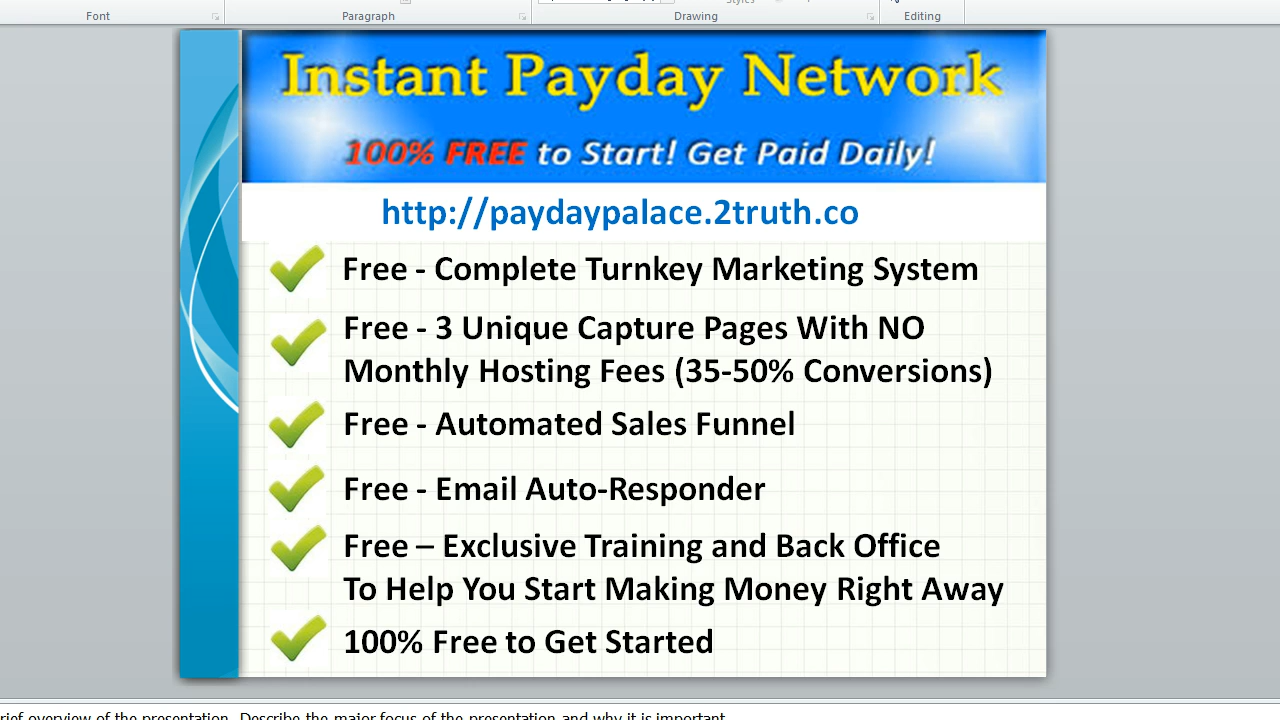 Font Paragraph Drawing Editing
Instant Payday Network
100% FREE to Start! Get Paid Daily!
http://paydaypalace.2truth.co
Free - Complete Turnkey Marketing System
Free - 3 Unique Capture Pages With NO
Monthly Hosting Fees (35-50% Conversions)
Free - Automated Sales Funnel
Free - Email Auto-Responder
Free – Exclusive Training and Back Office
To Help You Start Making Money Right Away
100% Free to Get Started
overview of the presentation. Describe the major focus of the presentation and why it is important.